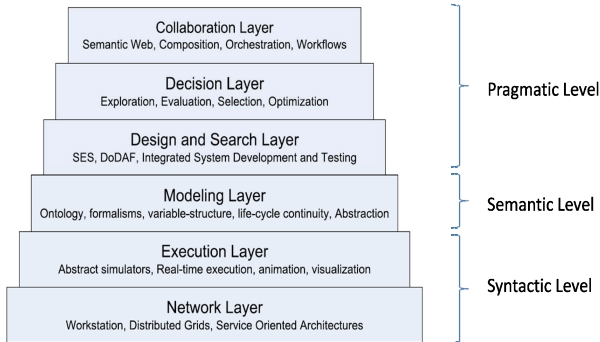 Collaboration Layer
Semantic Web, Composition, Orchestration, Workflows
Decision Layer
Exploration, Evaluation, Selection, Optimization
Design and Search Layer
SES, DoDAF, Integrated System Development and Testing
Pragmatic Level
Modeling Layer
Ontology, formalisms, variable-structure, life-cycle continuity, Abstraction
Semantic Level
Execution Layer
Abstract simulators, Real-time execution, animation, visualization
Network Layer
Workstation, Distributed Grids, Service Oriented Architectures
Syntactic Level